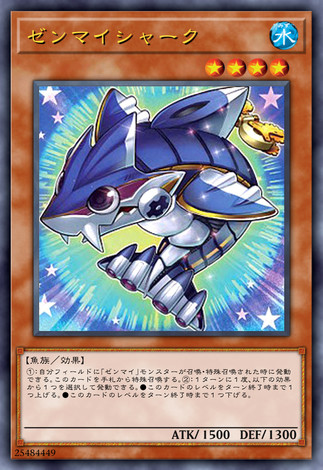 ゼンマイシャーク
水
【魚族／効果】
①:自分フィールドに「ゼンマイ」モンスターが召喚・特殊召喚された時に発動
できる。このカードを手札から特殊召喚する。②:１ターンに１度、以下の効果
から１つを選択して発動できる。●このカードのレベルをターン終了時まで１
つ上げる。●このカードのレベルをターン終了時まで１つ下げる。
ATK/1500 DEF/1300
25484449